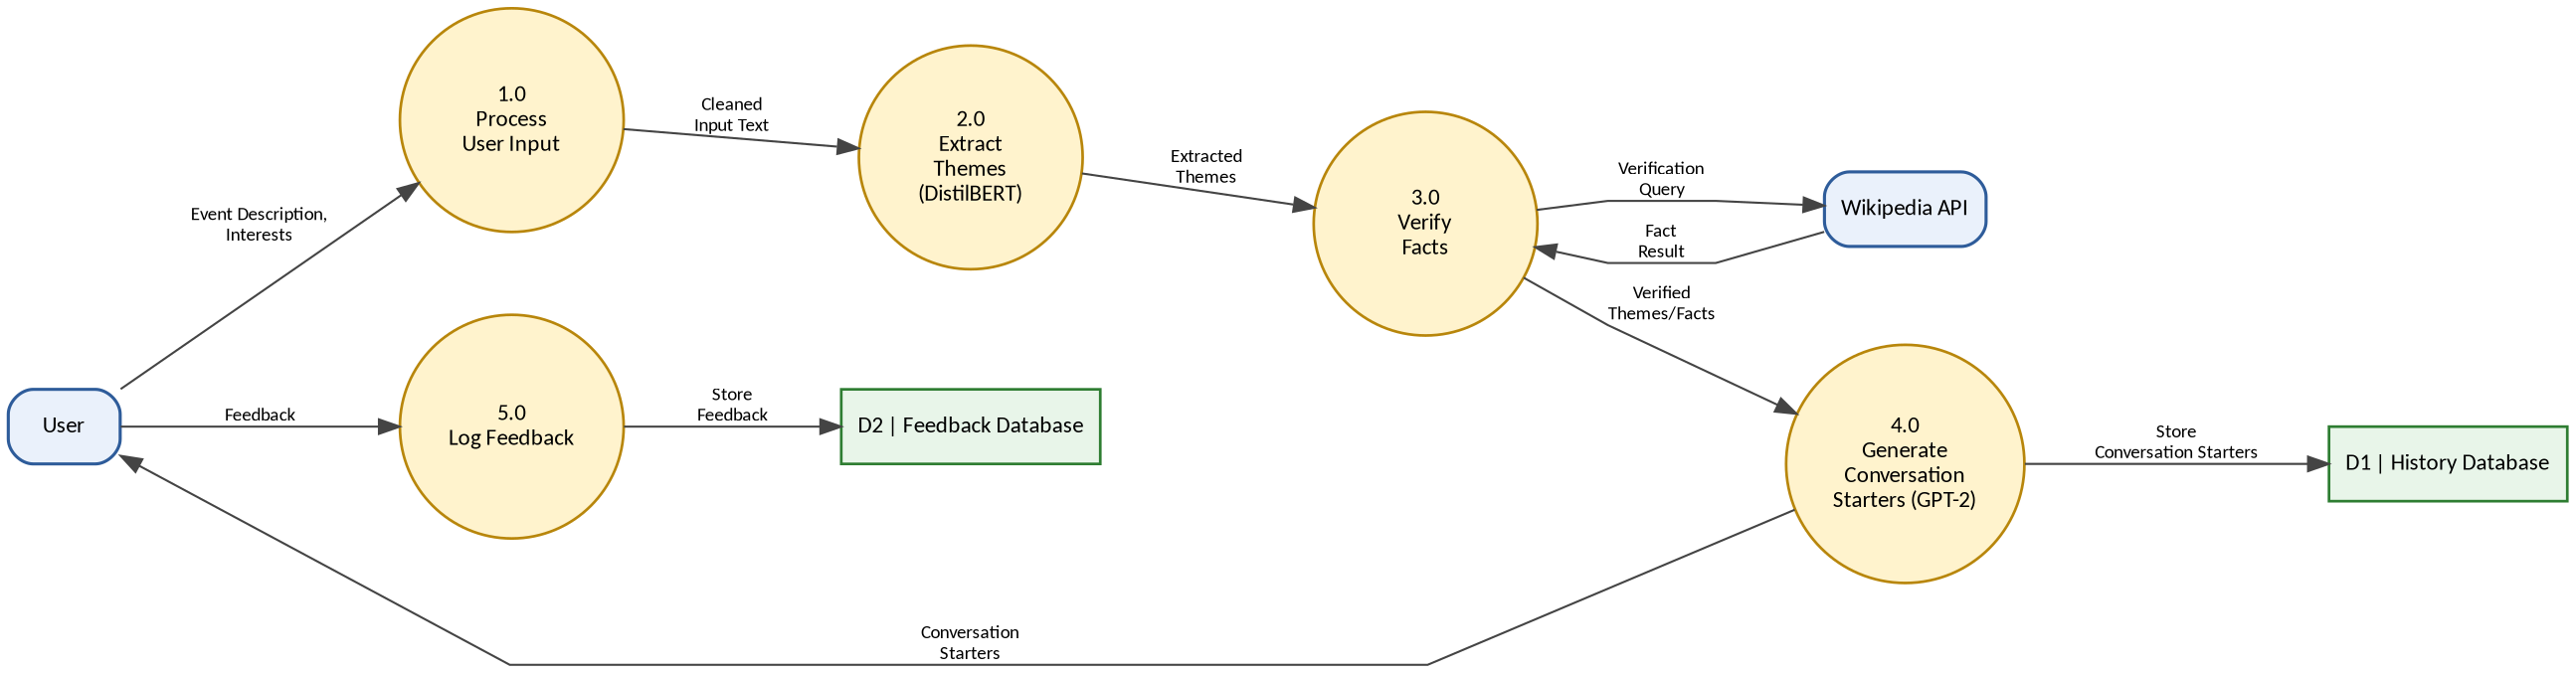 1.0
Process
User Input
Cleaned
Input Text
2.0
Extract
Themes
(DistilBERT)
Extracted
Themes
3.0
Verify
Facts
Verification
Query
Wikipedia API
Fact
Result
Verified
Themes/Facts
Event Description,
Interests
User
Feedback
5.0
Log Feedback
Store
Feedback
D2 | Feedback Database
4.0
Generate
Conversation
Starters (GPT-2)
Store
Conversation Starters
D1 | History Database
Conversation
Starters